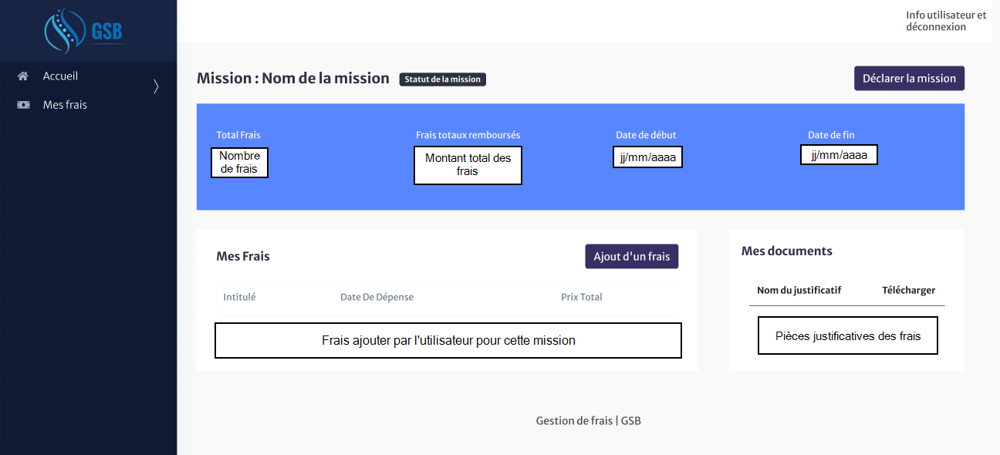 GSB
Info utilisateur et
déconnexion
Accueil
Mes frais
Mission : Nom de la mission
Statut de la mission
Déclarer la mission
Total Frais
Nombre
de frais
Frais totaux remboursés
Montant total des
frais
Date de début
jj/mm/aaaa
Date de fin
jj/mm/aaaa
Mes Frais
Ajout d'un frais
Intitulé
Date De Dépense
Prix Total
Frais ajouter par l'utilisateur pour cette mission
Mes documents
Nom du justificatif
Télécharger
Pièces justificatives des frais
Gestion de frais | GSB